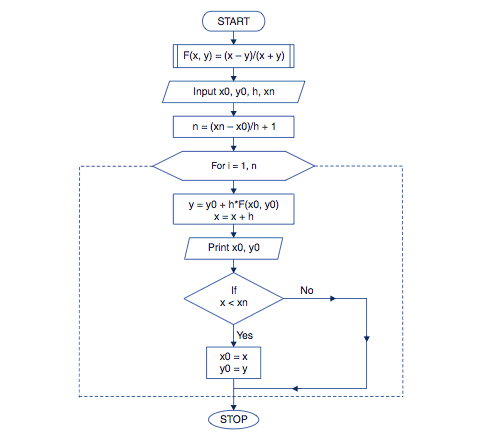 START
F(x, y) = (x – y)/(x + y)
Input x0, y0, h, xn
n = (xn – x0)/h + 1
For i = 1, n
y = y0 + h*F(x0, y0)
x = x + h
Print x0, y0
If
x < xn
No
Yes
x0 = x
y0 = y
STOP